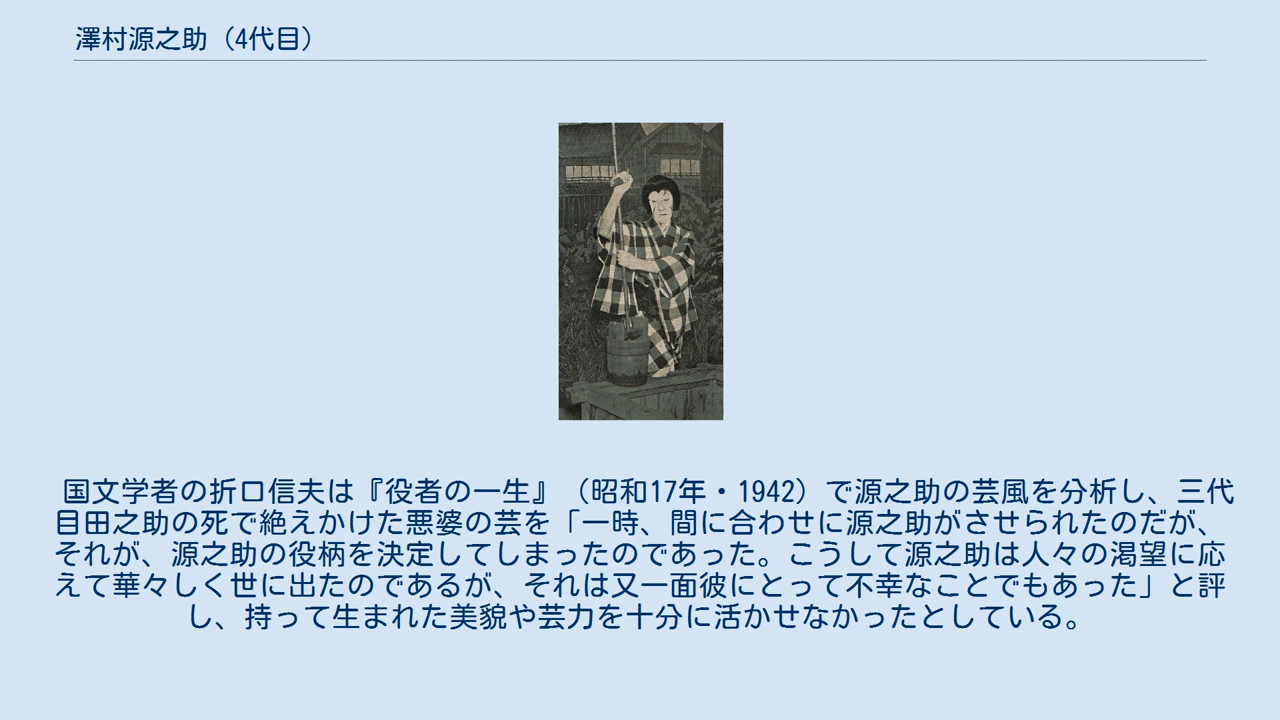 澤村源之助（4代目）
国文学者の折口信夫は『役者の一生』（昭和17年・1942）で源之助の芸風を分析し、三代
目田之助の死で絶えかけた悪婆の芸を「一時、間に合わせに源之助がさせられたのだが、
それが、源之助の役柄を決定してしまったのであった。こうして源之助は人々の渇望に応
えて華々しく世に出たのであるが、それは又一面彼にとって不幸なことでもあった」と評
し、持って生まれた美貌や芸力を十分に活かせなかったとしている。